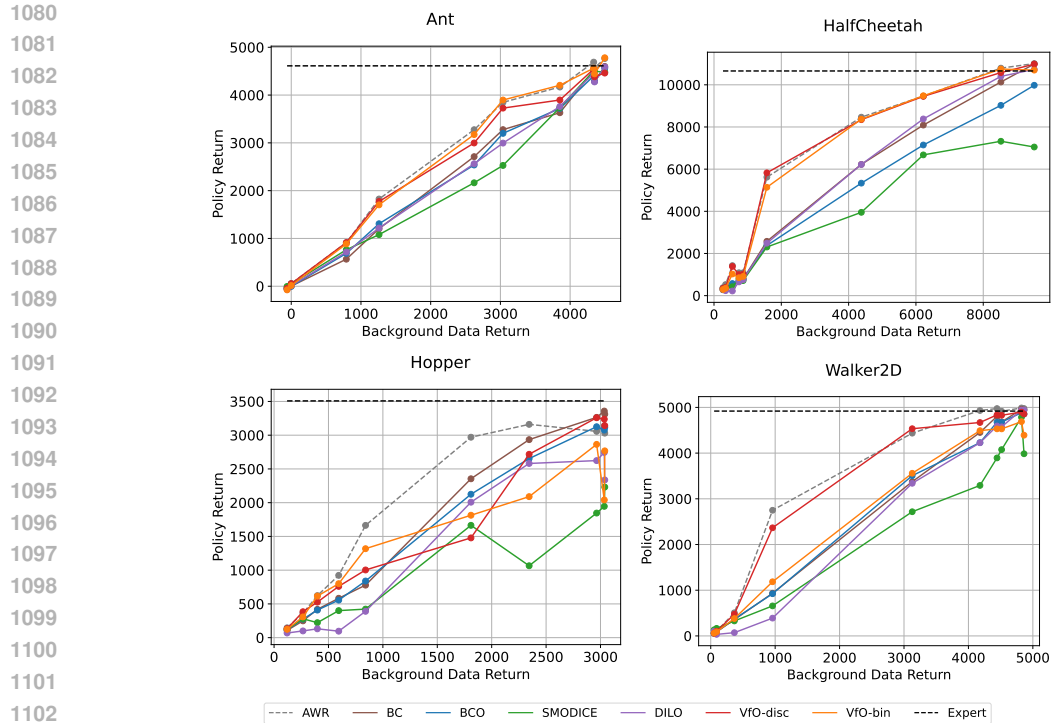 1080
1081
1082
1083
1084
1085
1086
1087
1088
1089
1090
1091
1092
1093
1094
1095
1096
1097
1098
1099
1100
1101
1102
Ant
5000
4000
3000
2000
1000
0
Policy Return
0 1000 2000 3000 4000
Background Data Return
HalfCheetah
10000
8000
6000
4000
2000
0
Policy Return
0 2000 4000 6000 8000
Background Data Return
Hopper
3500
3000
2500
2000
1500
1000
500
0
Policy Return
0 500 1000 1500 2000 2500 3000
Background Data Return
Walker2D
5000
4000
3000
2000
1000
0
Policy Return
0 1000 2000 3000 4000 5000
Background Data Return
AWR BC BCO SMODICE DILO VfO-disc VfO-bin Expert